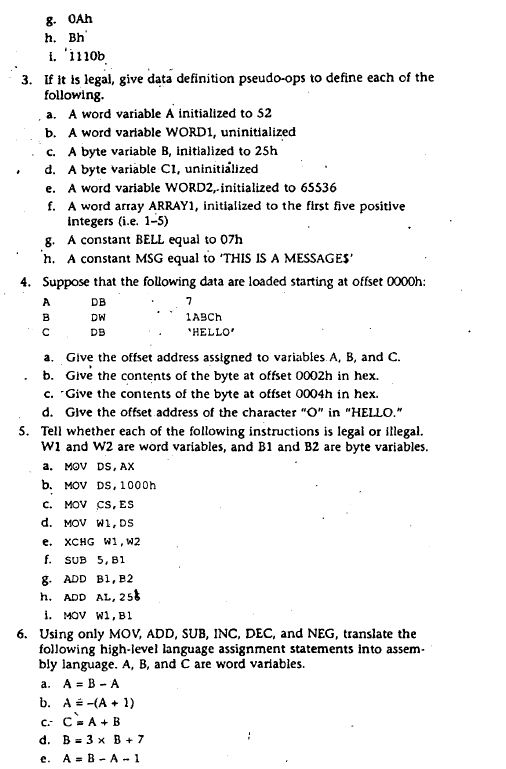 g. 0Ah
h. Bh
i. 1110b
3. If it is legal, give data definition pseudo-ops to define each of the
following.
a. A word variable A initialized to 52
b. A word variable WORD1, uninitialized
c. A byte variable B, initialized to 25h
d. A byte variable C1, uninitialized
e. A word variable WORD2, initialized to 65536
f. A word array ARRAY1, initialized to the first five positive
integers (i.e. 1–5)
g. A constant BELL equal to 07h
h. A constant MSG equal to 'THIS IS A MESSAGE$'
4. Suppose that the following data are loaded starting at offset 0000h:
A DB 7
B DW 1ABCh
C DB 'HELLO'
a. Give the offset address assigned to variables A, B, and C.
b. Give the contents of the byte at offset 0002h in hex.
c. Give the contents of the byte at offset 0004h in hex.
d. Give the offset address of the character "O" in "HELLO."
5. Tell whether each of the following instructions is legal or illegal.
W1 and W2 are word variables, and B1 and B2 are byte variables.
a. MOV DS,AX
b. MOV DS,1000h
c. MOV CS,ES
d. MOV W1,DS
e. XCHG W1,W2
f. SUB 5,B1
g. ADD B1,B2
h. ADD AL,25
i. MOV W1,B1
6. Using only MOV, ADD, SUB, INC, DEC, and NEG, translate the
following high-level language assignment statements into assem-
bly language. A, B, and C are word variables.
a. A = B – A
b. A = –(A + 1)
c. C = A + B
d. B = 3 × B + 7
e. A = B – A – 1